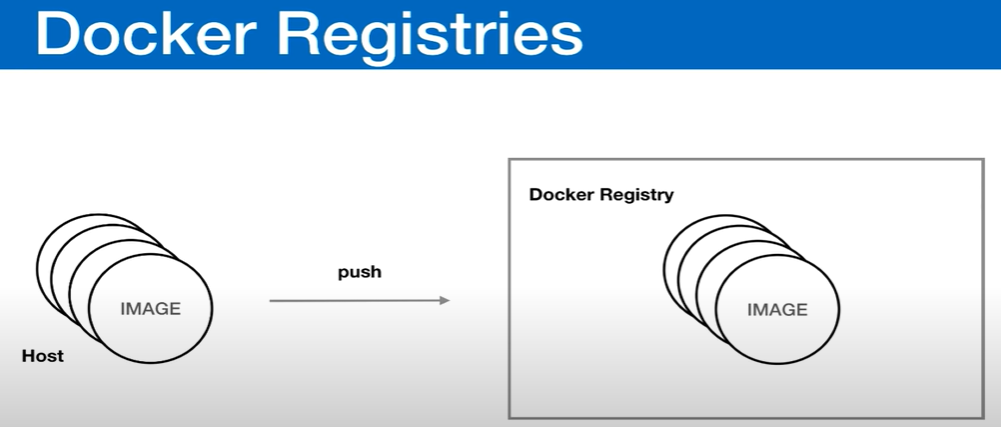 Docker Registries
Docker Registry
push
IMAGE
IMAGE
Host